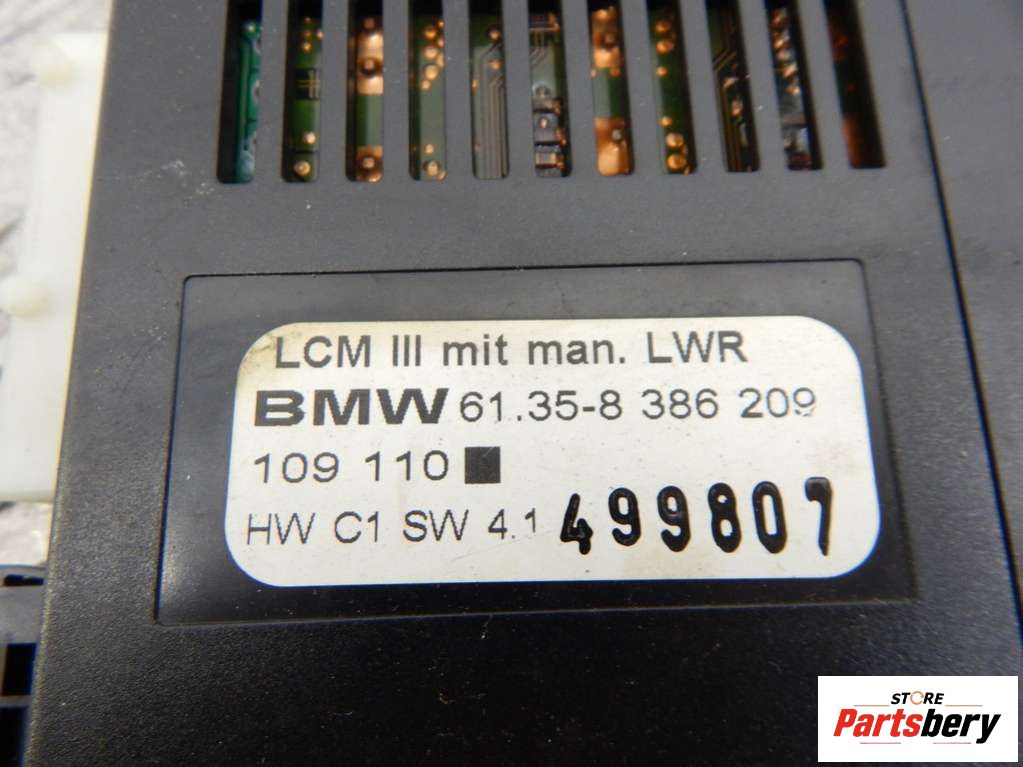 LCM III mit man. LWR
BMW 61.35-8 386 209
109 110
HW C1 SW 4.1 499807
STORE
Partsbery